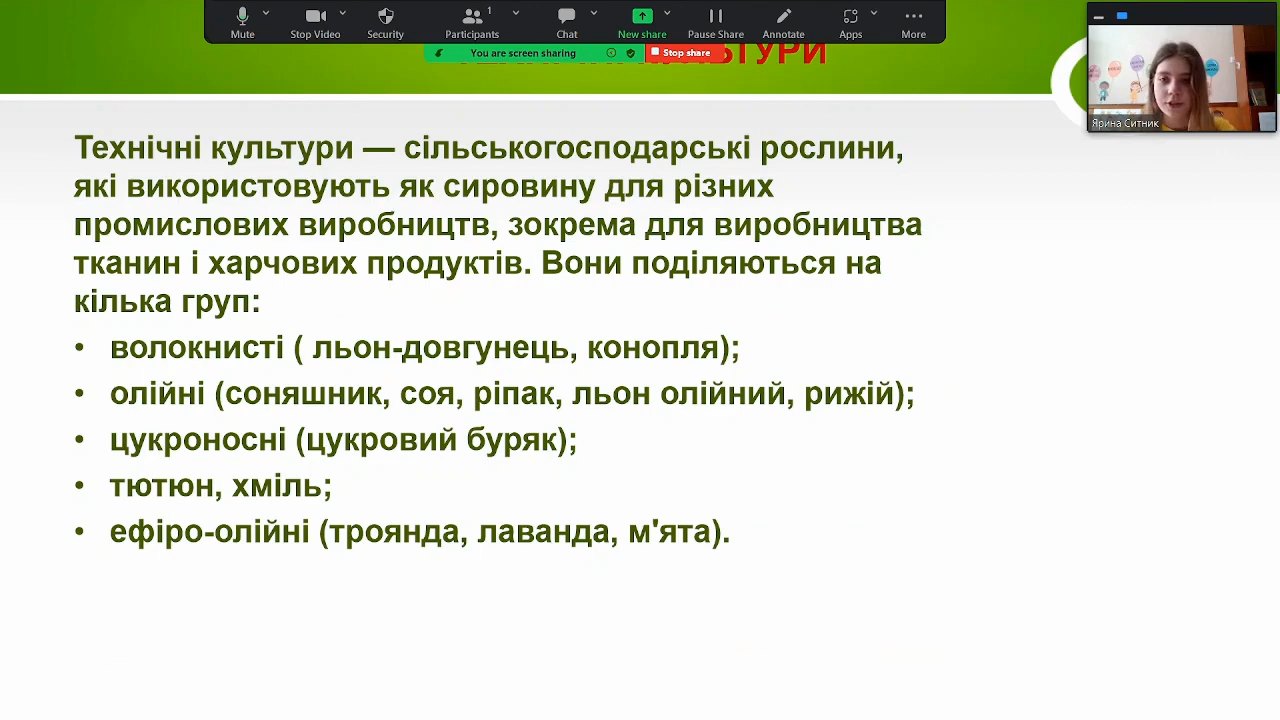 Mute
Stop Video
Security
Participants
1
Chat
New share
Pause Share
Annotate
Apps
More
You are screen sharing
Stop share
Ярина Ситник
Технічні культури — сільськогосподарські рослини,
які використовують як сировину для різних
промислових виробництв, зокрема для виробництва
тканин і харчових продуктів. Вони поділяються на
кілька груп:
• волокнисті ( льон-довгунець, конопля);
• олійні (соняшник, соя, ріпак, льон олійний, рижій);
• цукроносні (цукровий буряк);
• тютюн, хміль;
• ефіро-олійні (троянда, лаванда, м'ята).